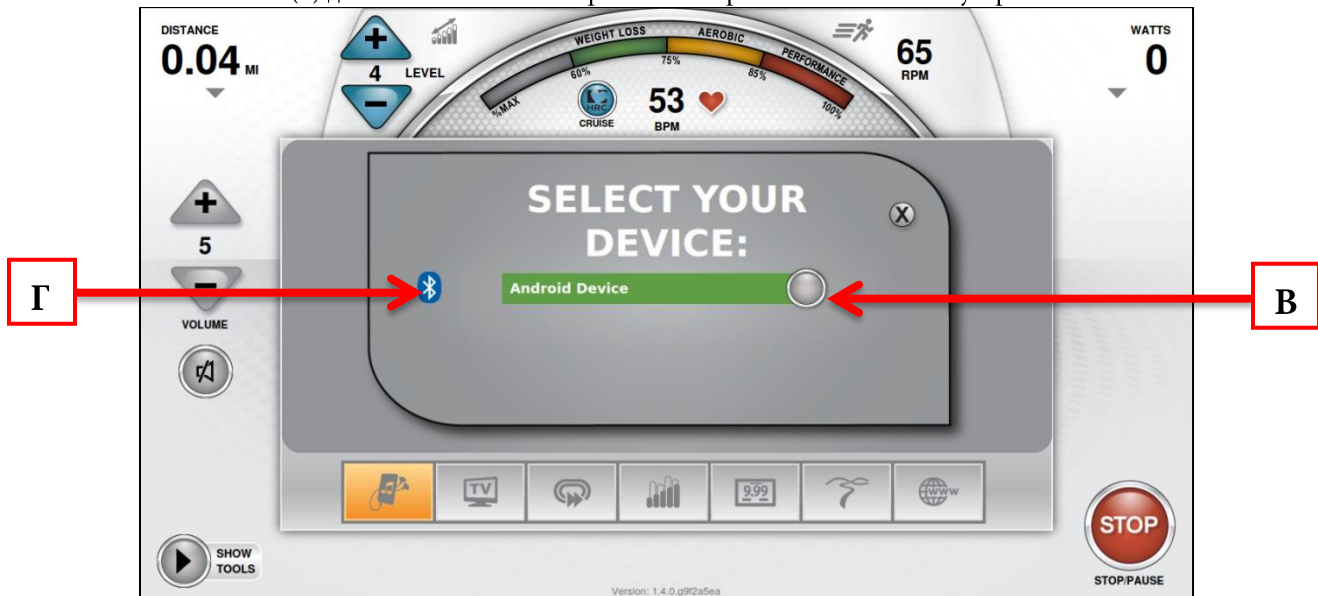 DISTANCE
0.04 MI
4 LEVEL
WEIGHT LOSS
AEROBIC
PERFORMANCE
%MAX
60%
75%
85%
100%
HRC
CRUISE
53
BPM
65
RPM
WATTS
0
5
VOLUME
SELECT YOUR
DEVICE:
X
Android Device
Г
В
TV
9.99
WWW
SHOW
TOOLS
STOP
STOP/PAUSE
Version: 1.4.0.g9f2a5ea